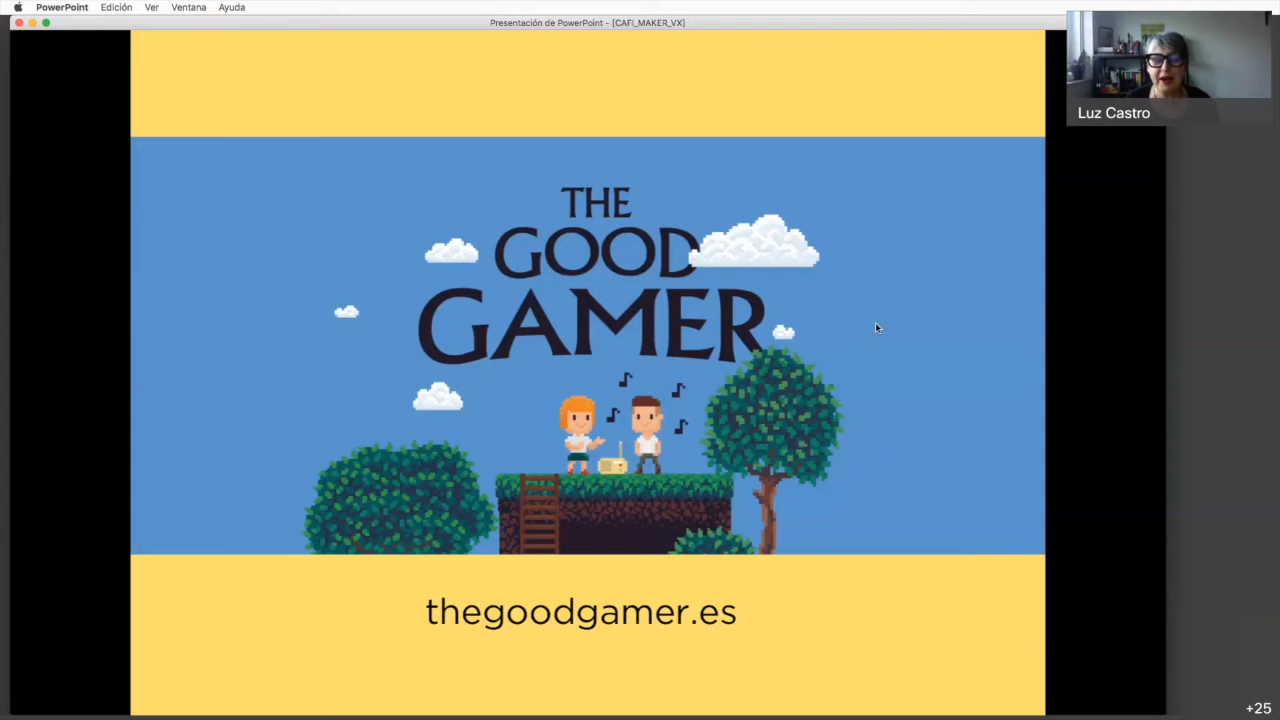 PowerPoint Edición Ver Ventana Ayuda
Presentación de PowerPoint - [CAFI_MAKER_VX]
Luz Castro
THE
GOOD
GAMER
thegoodgamer.es
+25